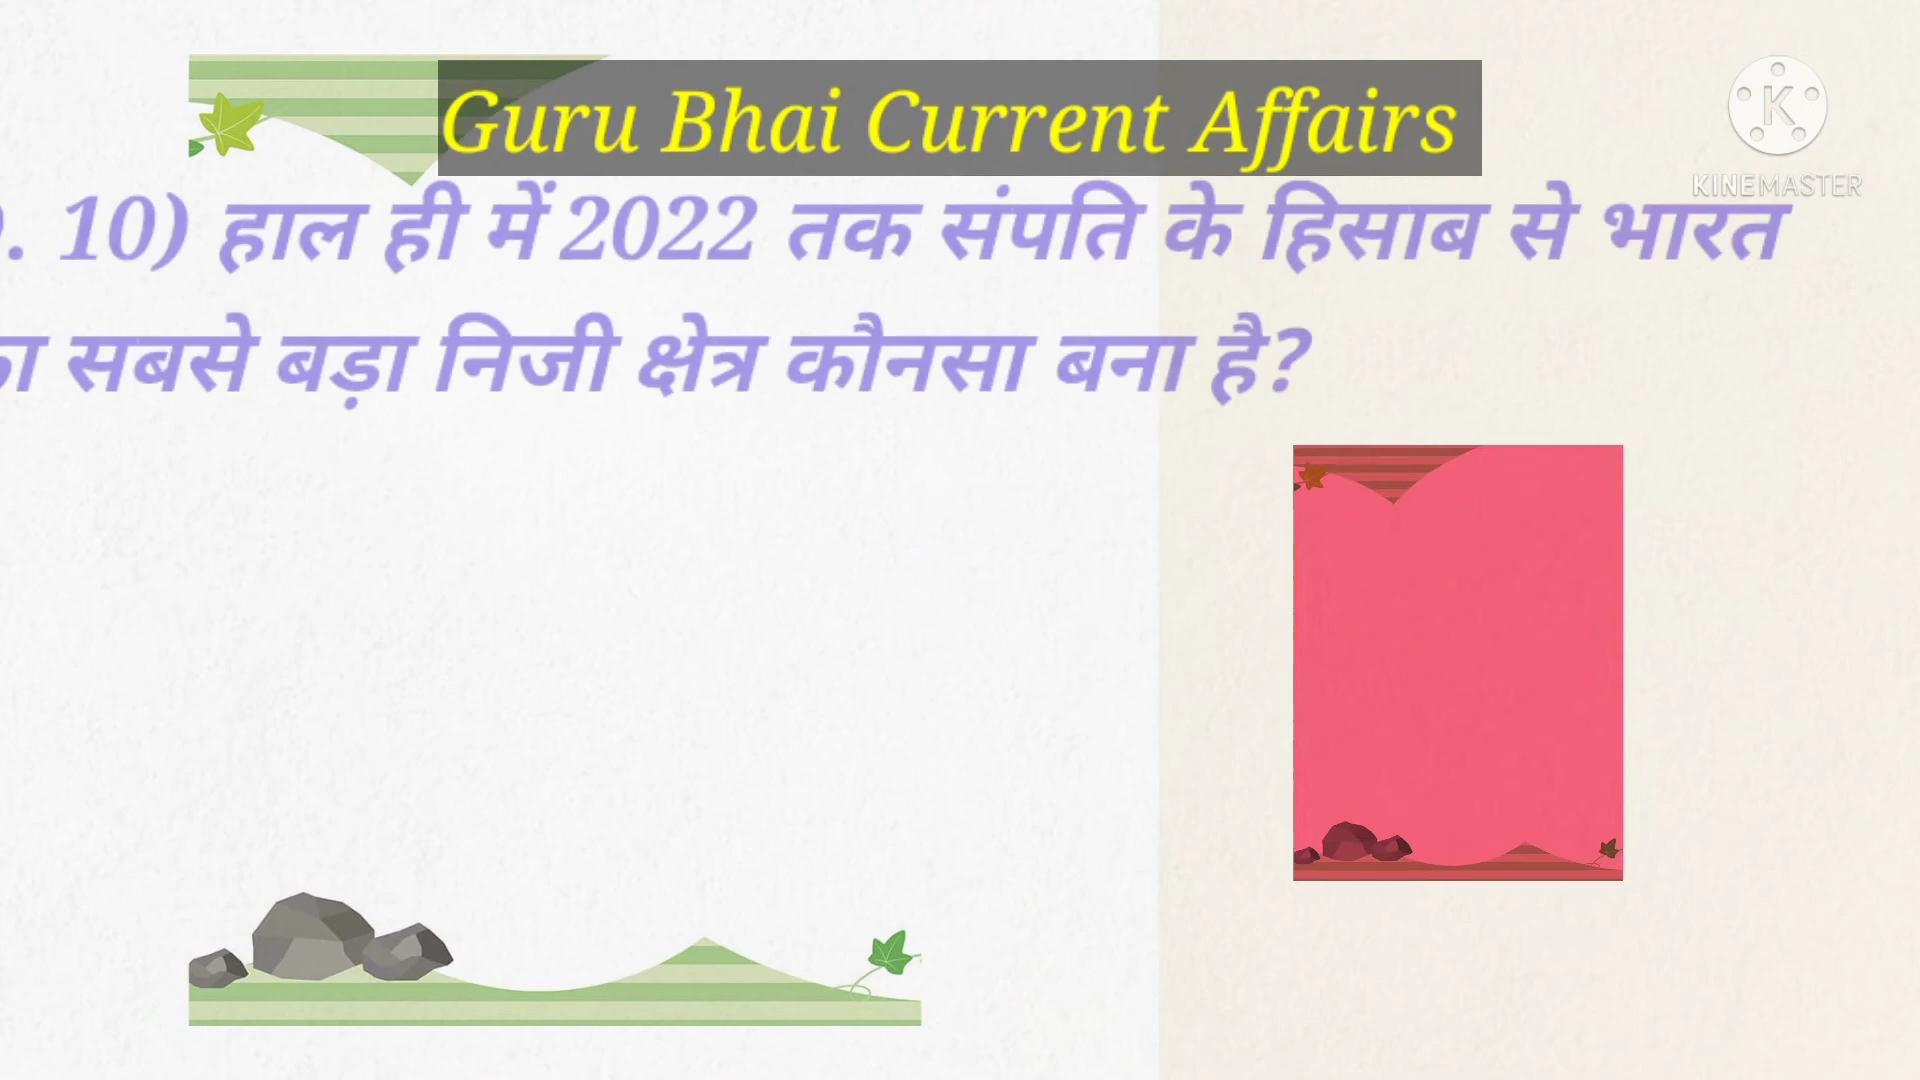 Guru Bhai Current Affairs
K
KINEMASTER
. 10) हाल ही में 2022 तक संपति के हिसाब से भारत
का सबसे बड़ा निजी क्षेत्र कौनसा बना है?